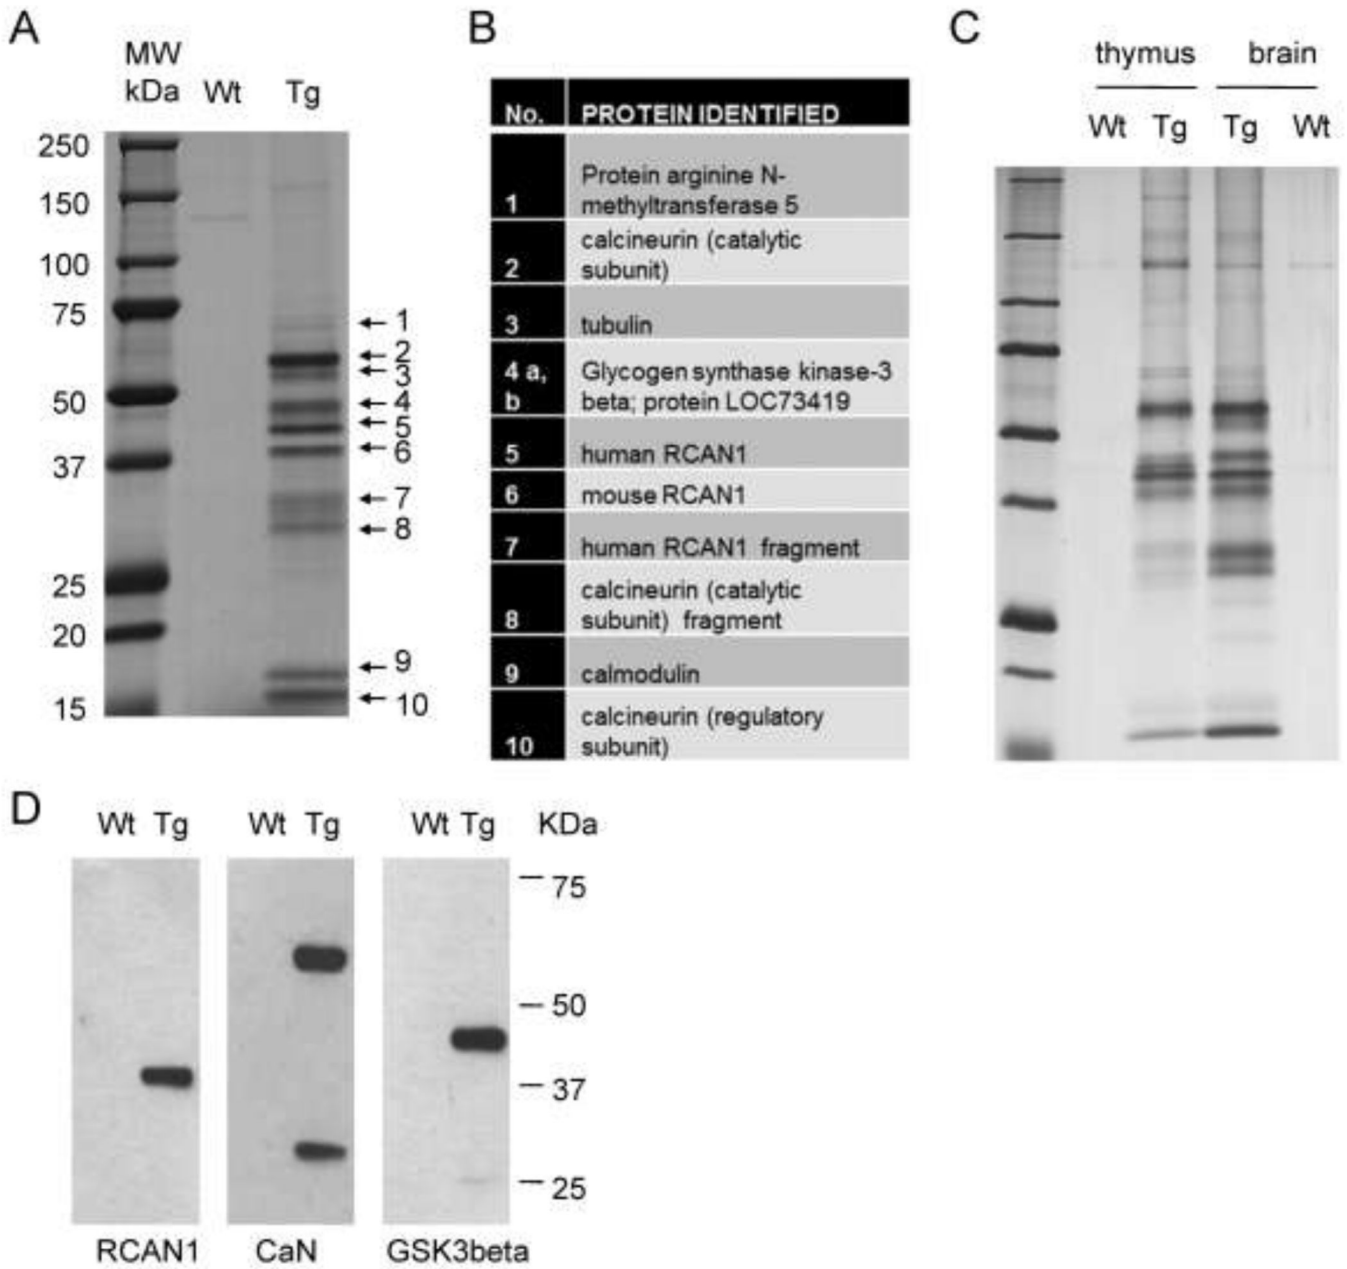 A
MW
kDa Wt Tg
250
150
100
75
50
37
25
20
15
1
2
3
4
5
6
7
8
9
10
B
No. PROTEIN IDENTIFIED
1 Protein arginine N-
methyltransferase 5
2 calcineurin (catalytic
subunit)
3 tubulin
4 a, Glycogen synthase kinase-3
b beta; protein LOC73419
5 human RCAN1
6 mouse RCAN1
7 human RCAN1 fragment
8 calcineurin (catalytic
subunit) fragment
9 calmodulin
10 calcineurin (regulatory
subunit)
C
thymus brain
Wt Tg Tg Wt
D
Wt Tg Wt Tg Wt Tg KDa
75
50
37
25
RCAN1 CaN GSK3beta